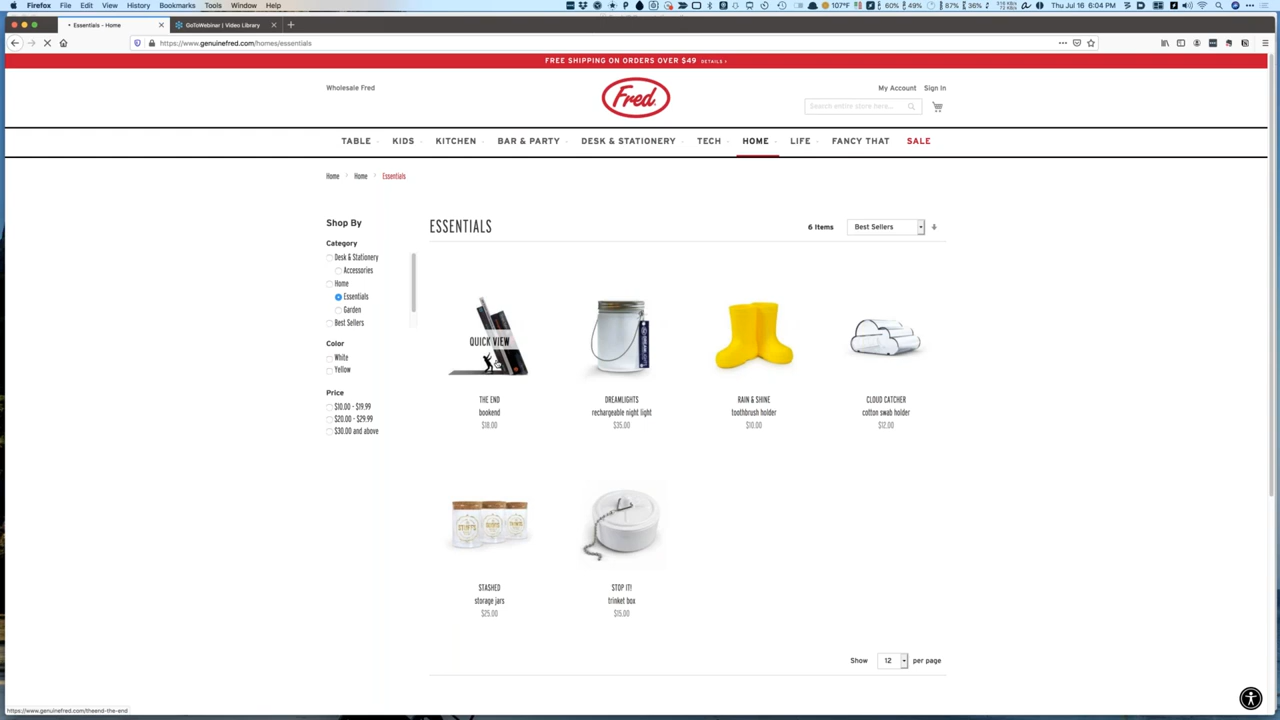 Firefox File Edit View History Bookmarks Tools Window Help
107°F 60% 49% 87% 36% Thu Jul 16 6:04 PM
Essentials - Home
GoToWebinar | Video Library
https://www.genuinefred.com/homes/essentials
FREE SHIPPING ON ORDERS OVER $49 DETAILS ›
Wholesale Fred
My Account Sign In
Fred.
Search entire store here...
TABLE KIDS KITCHEN BAR & PARTY DESK & STATIONERY TECH HOME LIFE FANCY THAT SALE
Home Home Essentials
Shop By
Category
Desk & Stationery
Accessories
Home
Essentials
Garden
Best Sellers
Color
White
Yellow
Price
$10.00 - $19.99
$20.00 - $29.99
$30.00 and above
ESSENTIALS
6 Items Best Sellers
QUICK VIEW
THE END
bookend
$18.00
DREAMLIGHTS
rechargeable night light
$35.00
RAIN & SHINE
toothbrush holder
$10.00
CLOUD CATCHER
cotton swab holder
$12.00
STASHED
storage jars
$25.00
STOP IT!
trinket box
$15.00
Show 12 per page
https://www.genuinefred.com/theend-the-end